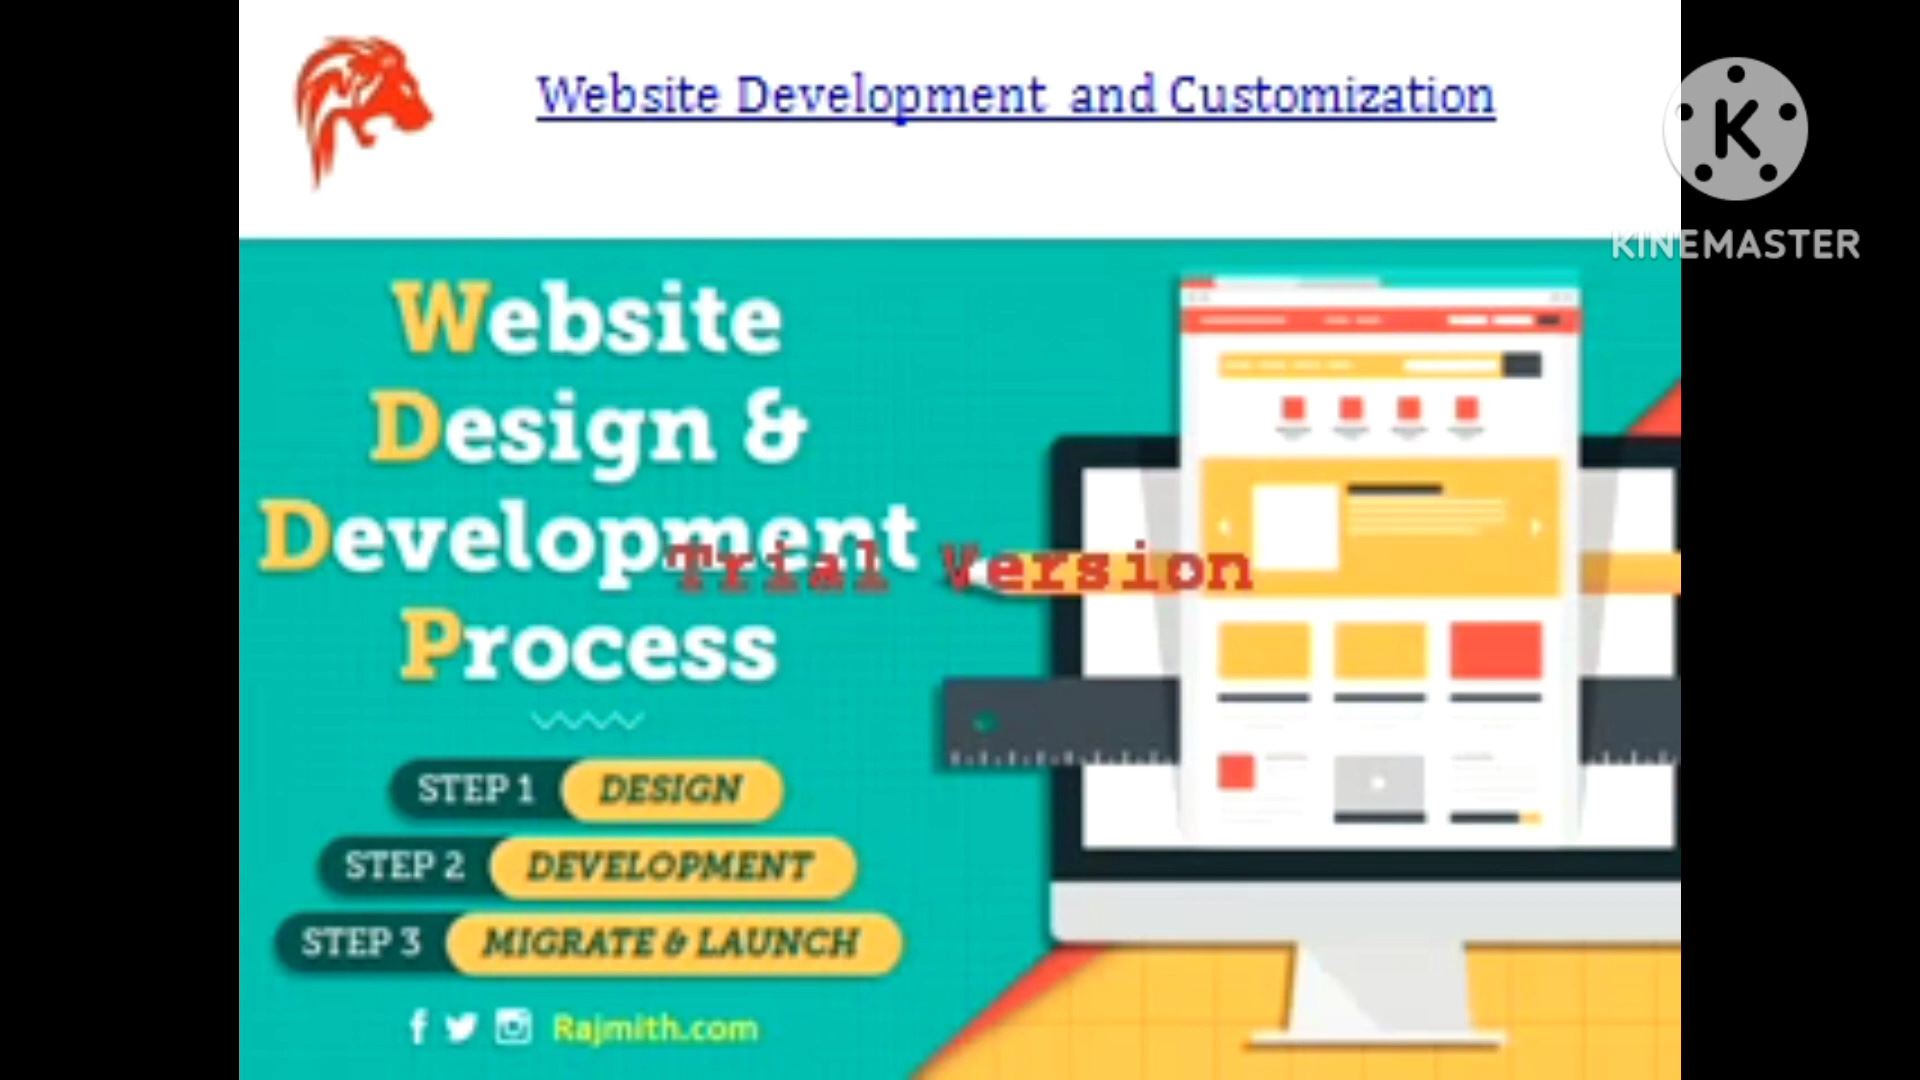 Website Development and Customization
K
KINEMASTER
Website
Design &
Development
Trial Version
Process
STEP 1 DESIGN
STEP 2 DEVELOPMENT
STEP 3 MIGRATE & LAUNCH
f Rajmith.com